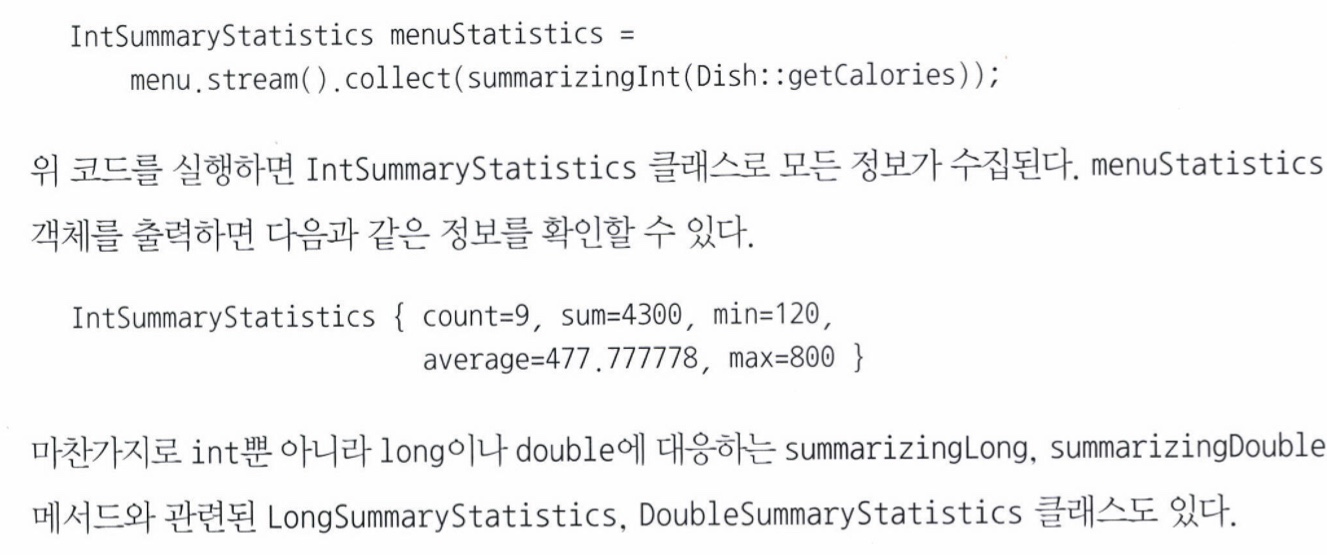 IntSummaryStatistics menuStatistics =
menu.stream().collect(summarizingInt(Dish::getCalories));
위 코드를 실행하면 IntSummaryStatistics 클래스로 모든 정보가 수집된다. menuStatistics
객체를 출력하면 다음과 같은 정보를 확인할 수 있다.
IntSummaryStatistics { count=9, sum=4300, min=120,
average=477.777778, max=800 }
마찬가지로 int뿐 아니라 long이나 double에 대응하는 summarizingLong, summarizingDouble
메서드와 관련된 LongSummaryStatistics, DoubleSummaryStatistics 클래스도 있다.